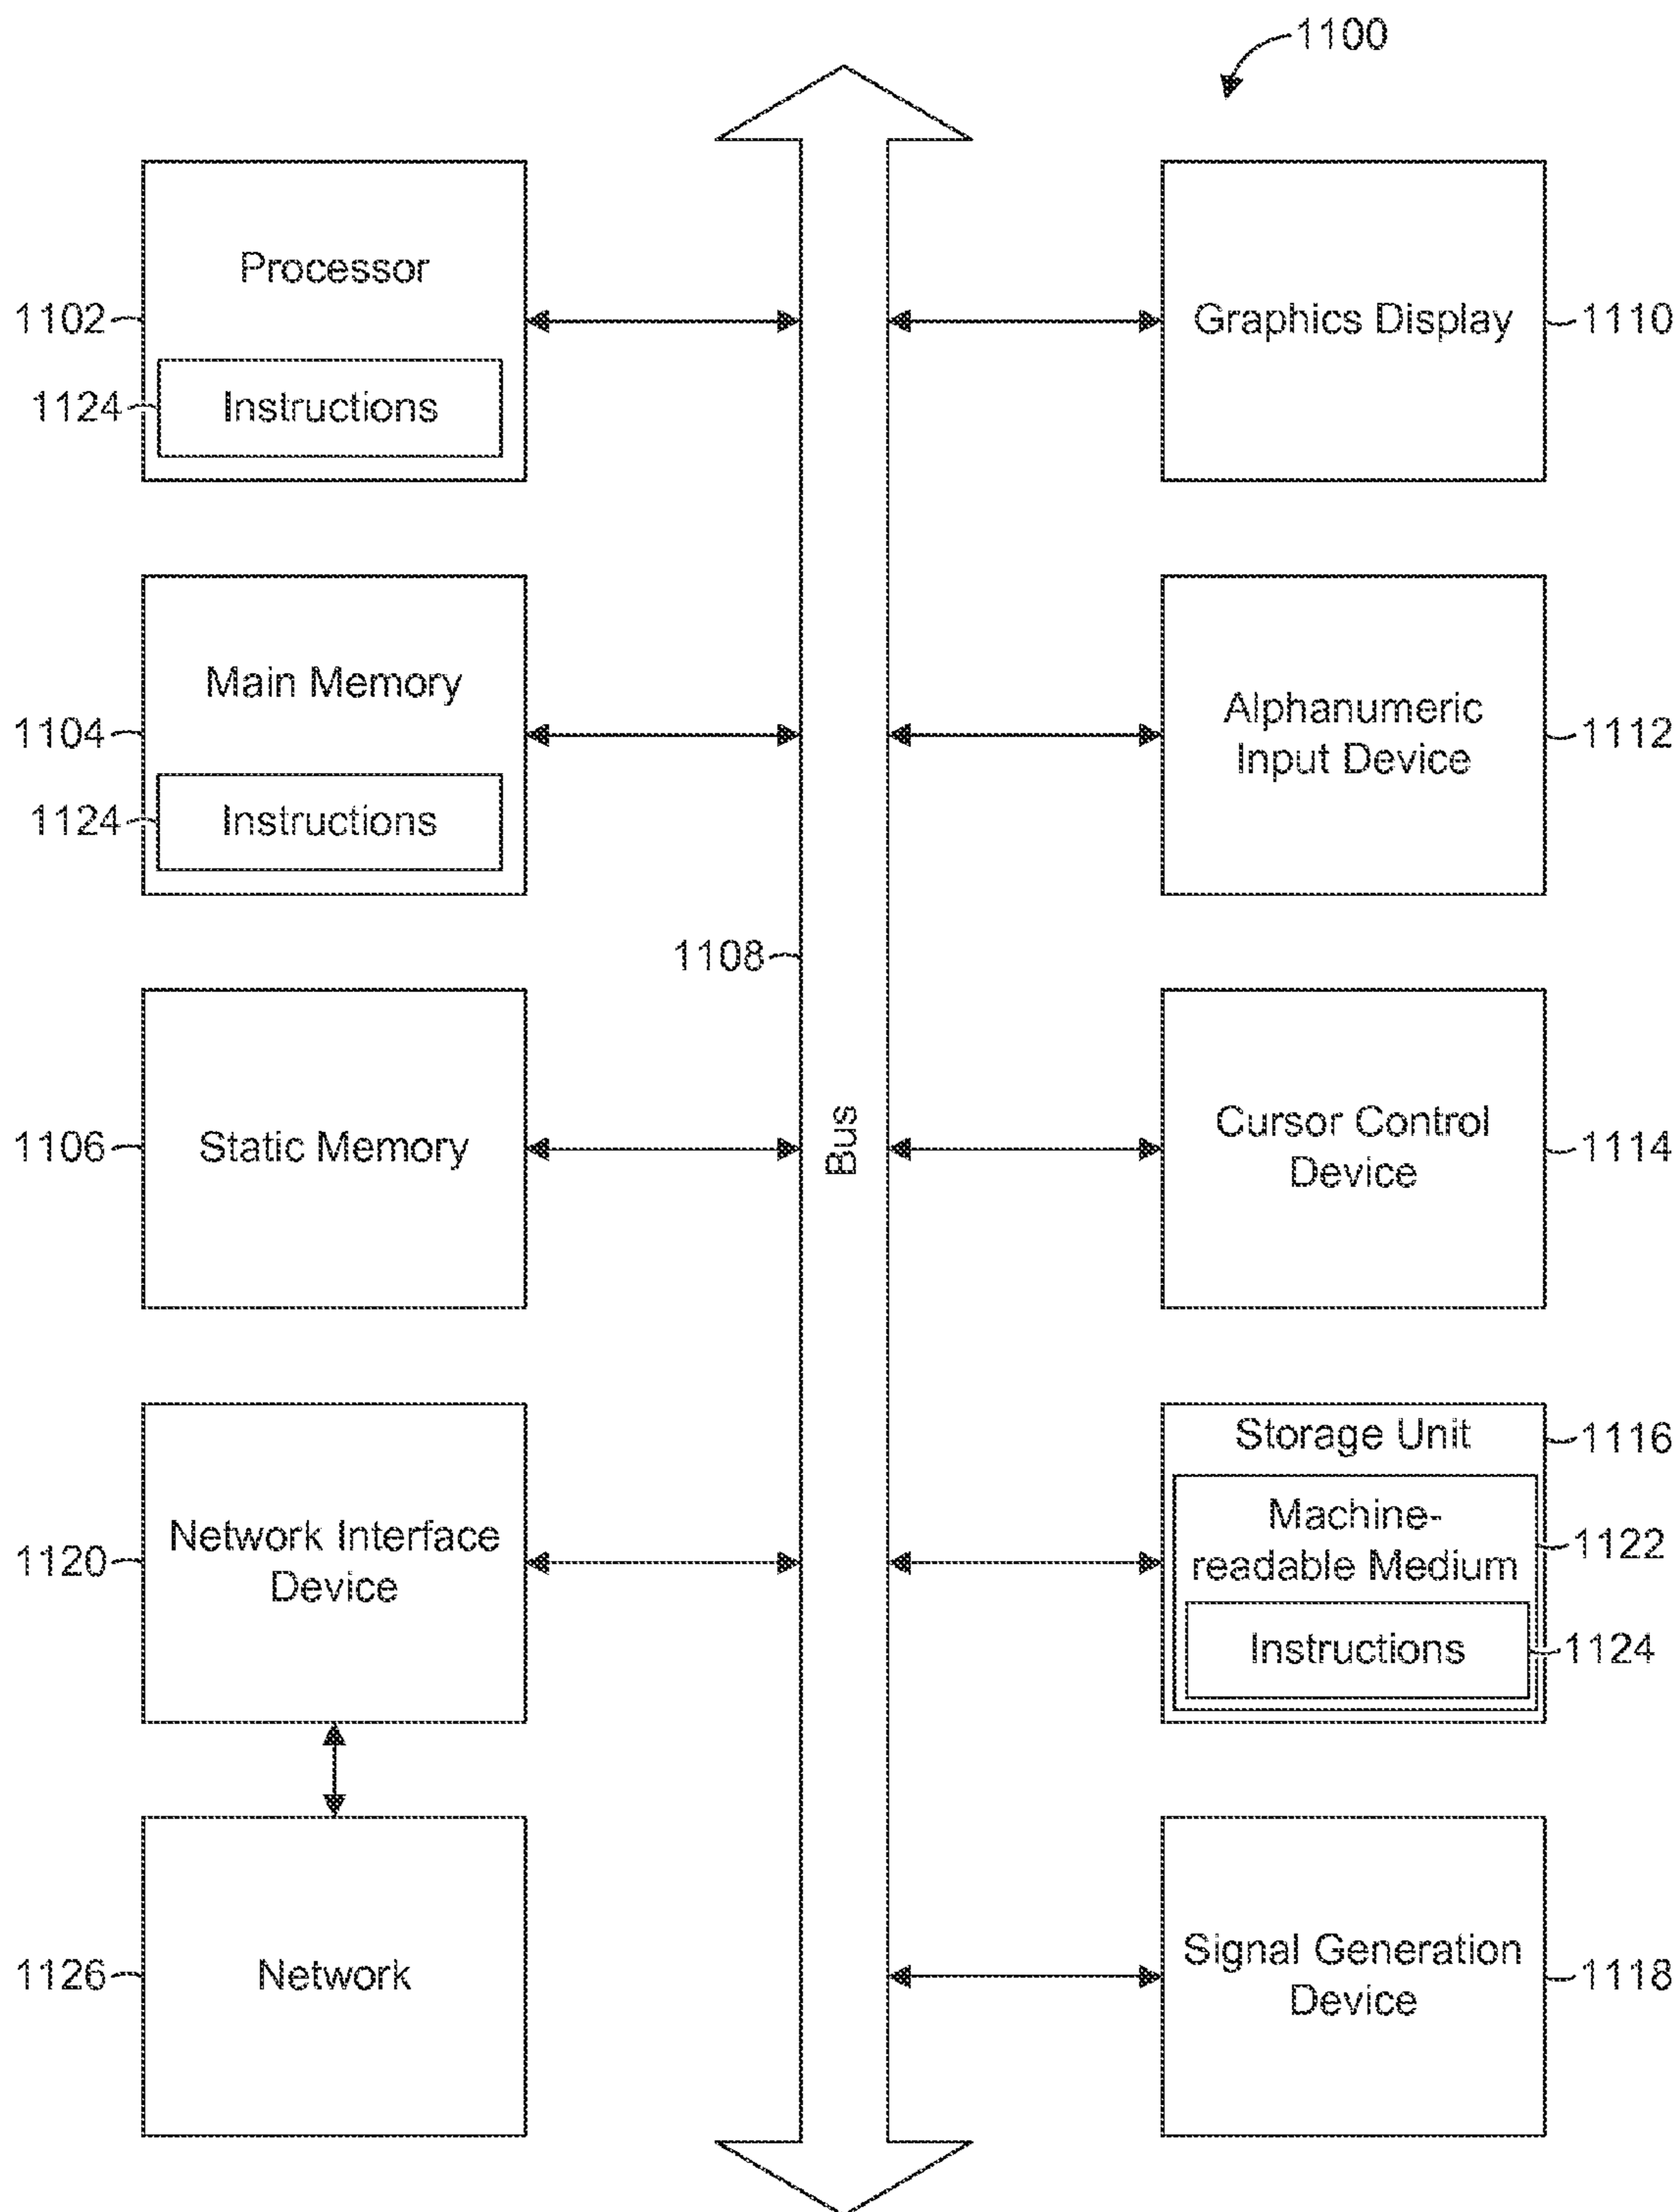 1100
Processor
1102
1124
Instructions
Graphics Display
1110
Main Memory
1104
1124
Instructions
Alphanumeric
Input Device
1112
1108
Bus
Static Memory
1106
Cursor Control
Device
1114
Network Interface
Device
1120
Storage Unit
1116
Machine-
readable Medium
1122
Instructions
1124
Network
1126
Signal Generation
Device
1118